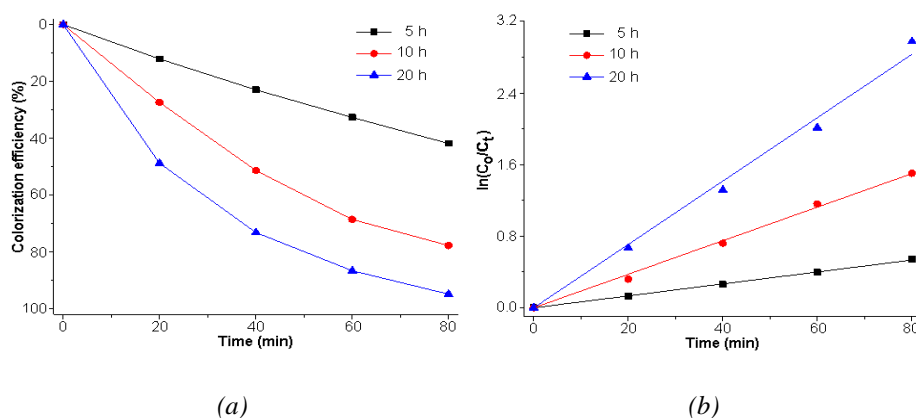 0
20
40
60
80
100
Colorization efficiency (%)
5 h
10 h
20 h
0 20 40 60 80
Time (min)
(a)
3.2
2.4
1.6
0.8
0.0
ln(C₀/Cₜ)
5 h
10 h
20 h
0 20 40 60 80
Time (min)
(b)